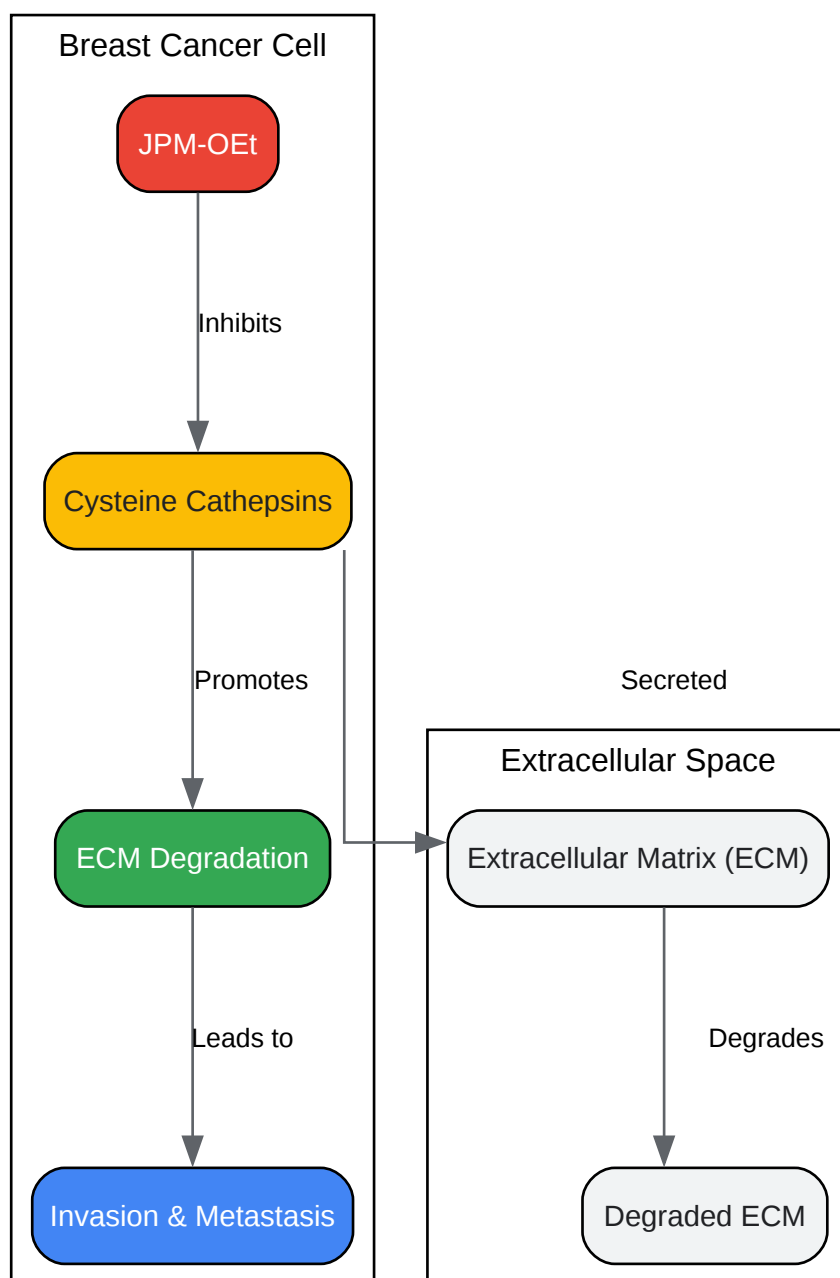 Breast Cancer Cell
JPM-OEt
Inhibits
Cysteine Cathepsins
Promotes
Secreted
Extracellular Space
ECM Degradation
Extracellular Matrix (ECM)
Leads to
Degrades
Invasion & Metastasis
Degraded ECM